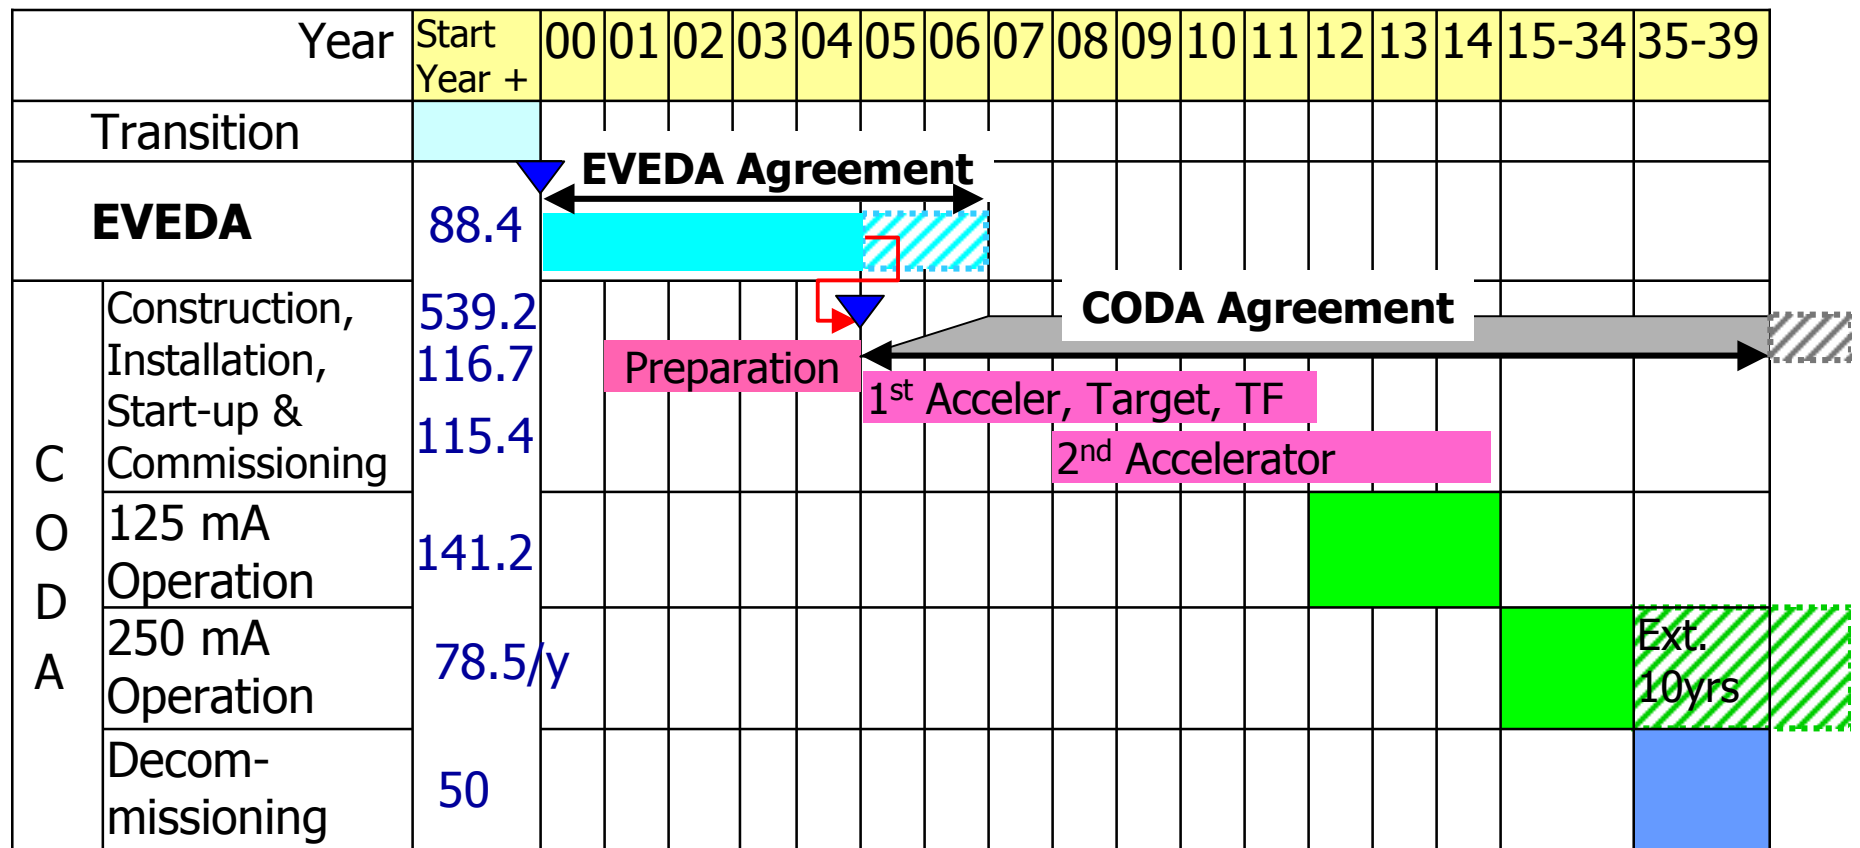 Year Start Year + 00 01 02 03 04 05 06 07 08 09 10 11 12 13 14 15-34 35-39
Transition
EVEDA Agreement
EVEDA 88.4
CODA
Construction, 539.2
Installation, 116.7
Start-up &
Commissioning 115.4
CODA Agreement
Preparation
1st Acceler, Target, TF
2nd Accelerator
125 mA
Operation 141.2
250 mA
Operation 78.5/y
Ext.
10yrs
Decom-
missioning 50